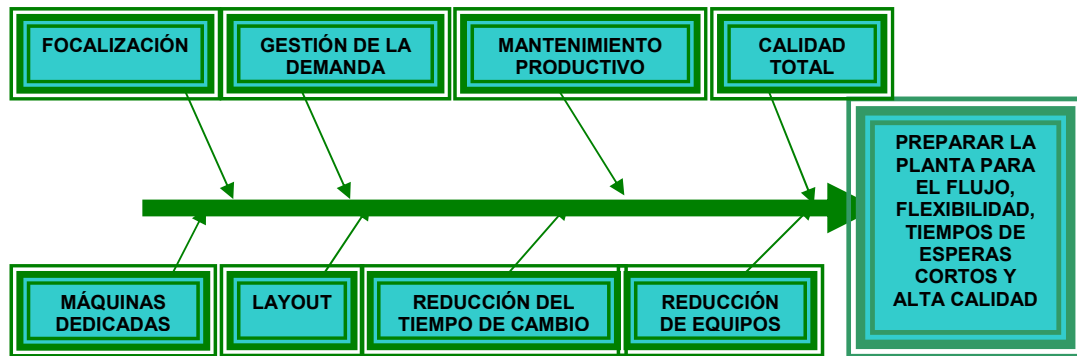 FOCALIZACIÓN
GESTIÓN DE LA
DEMANDA
MANTENIMIENTO
PRODUCTIVO
CALIDAD
TOTAL
PREPARAR LA
PLANTA PARA
EL FLUJO,
FLEXIBILIDAD,
TIEMPOS DE
ESPERAS
CORTOS Y
ALTA CALIDAD
MÁQUINAS
DEDICADAS
LAYOUT
REDUCCIÓN DEL
TIEMPO DE CAMBIO
REDUCCIÓN
DE EQUIPOS